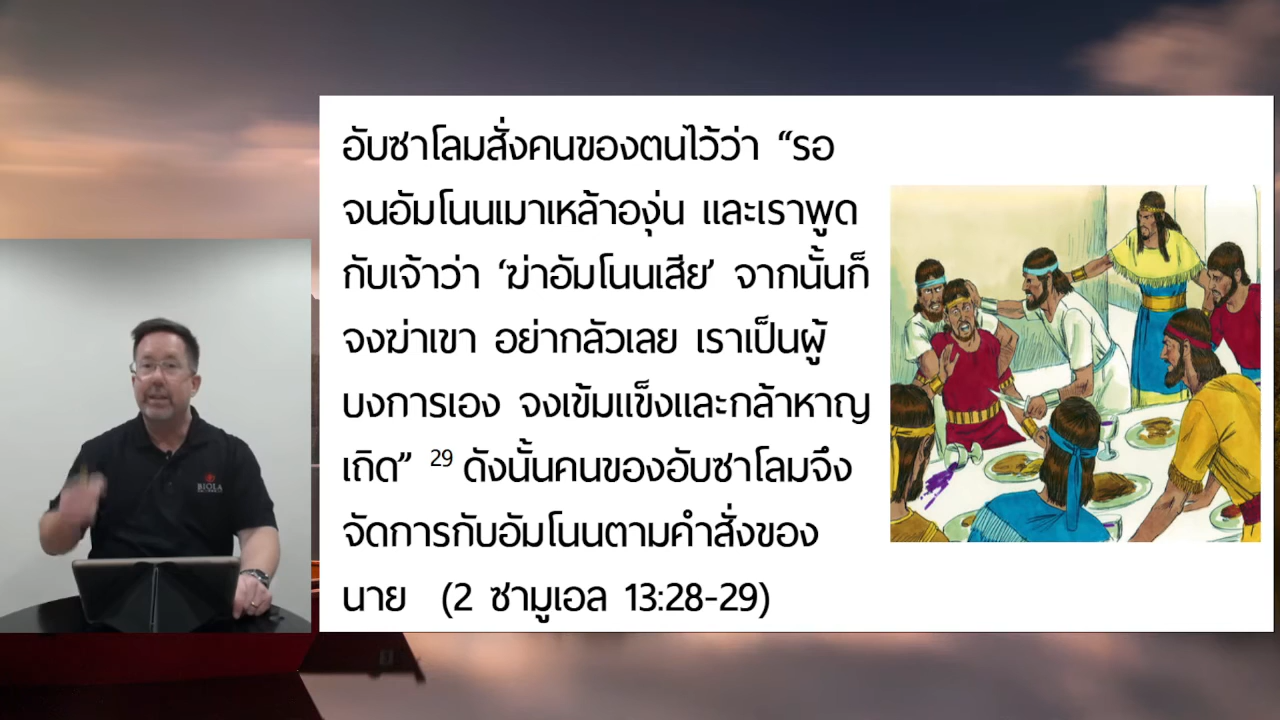 อับซาโลมสั่งคนของตนไว้ว่า “รอ
จนอัมโนนเมาเหล้าองุ่น และเราพูด
กับเจ้าว่า ‘ฆ่าอัมโนนเสีย’ จากนั้นก็
จงฆ่าเขา อย่ากลัวเลย เราเป็นผู้
บงการเอง จงเข้มแข็งและกล้าหาญ
เถิด” 29 ดังนั้นคนของอับซาโลมจึง
จัดการกับอัมโนนตามคำสั่งของ
นาย (2 ซามูเอล 13:28-29)
BIOLA